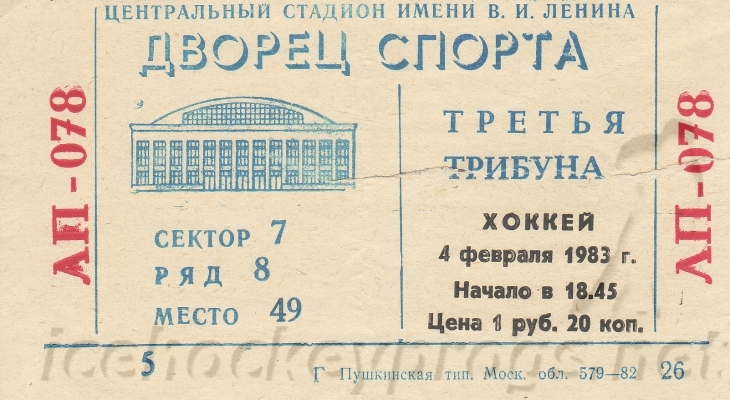 ЦЕНТРАЛЬНЫЙ СТАДИОН ИМЕНИ В. И. ЛЕНИНА
ДВОРЕЦ СПОРТА
АП-078
ТРЕТЬЯ
ТРИБУНА
СЕКТОР 7
РЯД 8
МЕСТО 49
ХОККЕЙ
4 февраля 1983 г.
Начало в 18.45
Цена 1 руб. 20 коп.
АП-078
5
Г Пушкинская тип. Моск. обл. 579—82 26
icehockeyprogs.net